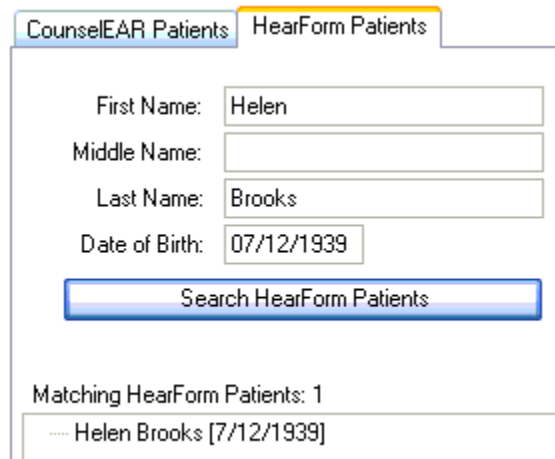 CounselEAR Patients
HearForm Patients
First Name: Helen
Middle Name:
Last Name: Brooks
Date of Birth: 07/12/1939
Search HearForm Patients
Matching HearForm Patients: 1
Helen Brooks [7/12/1939]